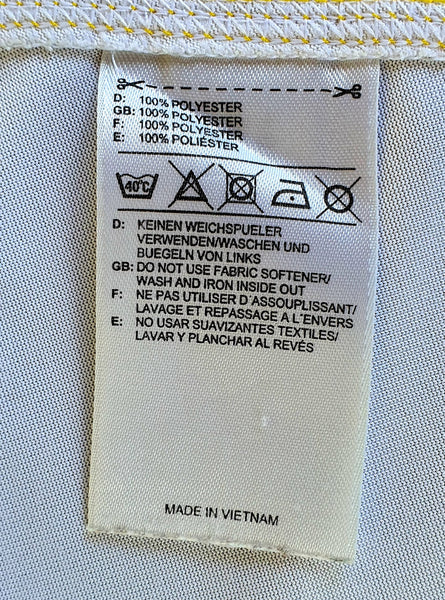 D: 100% POLYESTER
GB: 100% POLYESTER
F: 100% POLYESTER
E: 100% POLIÉSTER
40°C
D: KEINEN WEICHSPUELER
VERWENDEN/WASCHEN UND
BUEGELN VON LINKS
GB: DO NOT USE FABRIC SOFTENER/
WASH AND IRON INSIDE OUT
F: NE PAS UTILISER D´ASSOUPLISSANT/
LAVAGE ET REPASSAGE A L´ENVERS
E: NO USAR SUAVIZANTES TEXTILES/
LAVAR Y PLANCHAR AL REVÉS
MADE IN VIETNAM